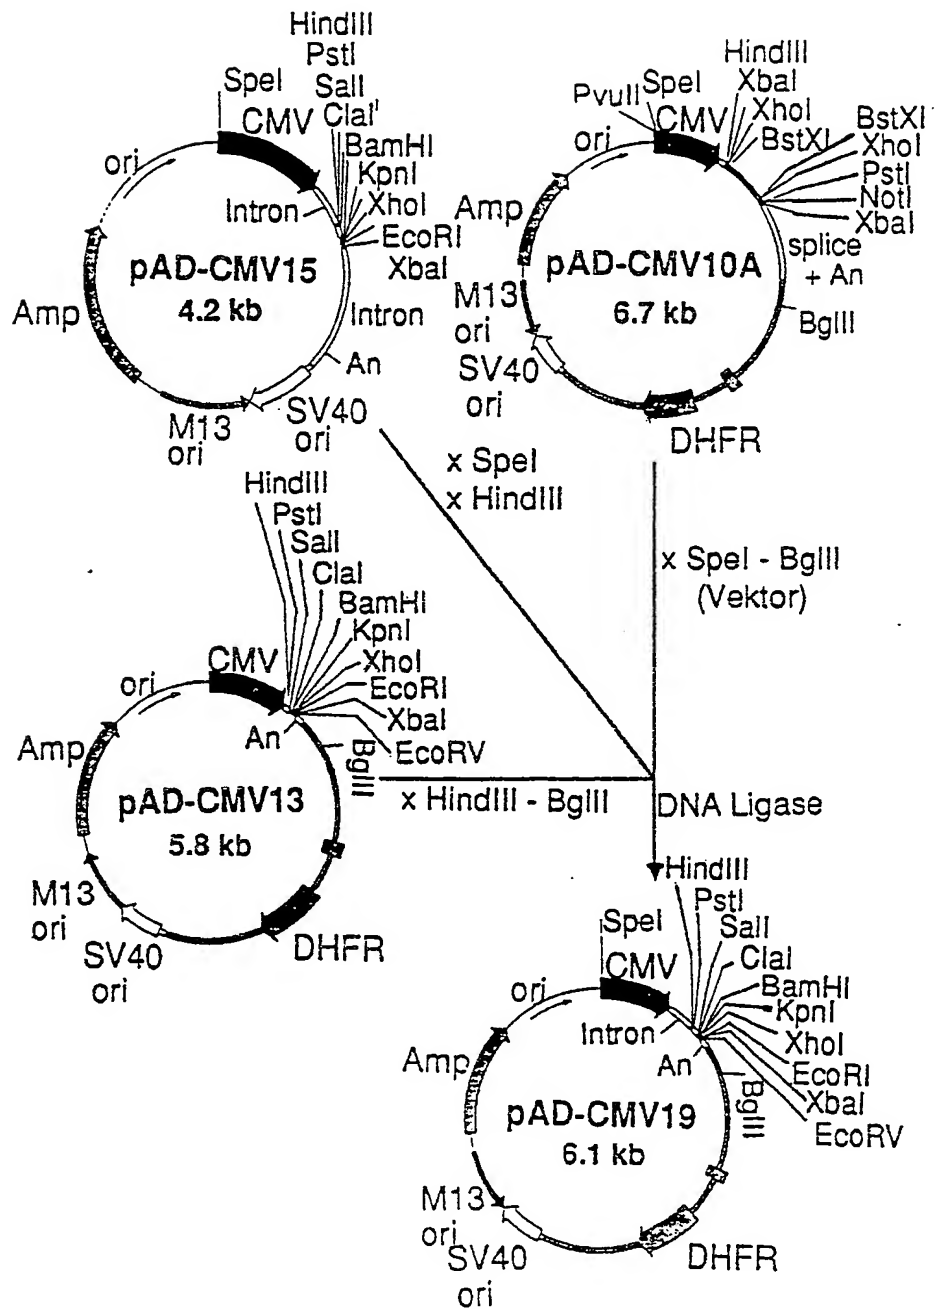 HindIII
PstI
SalI
ClaI'
SpeI
CMV
BamHI
KpnI
XhoI
EcoRI
XbaI
ori
Intron
pAD-CMV15
4.2 kb
Amp
Intron
An
SV40
ori
M13
ori
HindIII
XbaI
XhoI
BstXI
SpeI
PvuII
CMV
BstXI
XhoI
PstI
NotI
XbaI
ori
Amp
splice
+ An
pAD-CMV10A
6.7 kb
BglII
M13
ori
SV40
ori
DHFR
x SpeI
x HindIII
x SpeI - BglII
(Vektor)
HindIII
PstI
SalI
ClaI
BamHI
KpnI
XhoI
EcoRI
XbaI
EcoRV
CMV
ori
An
BglII
Amp
pAD-CMV13
5.8 kb
M13
ori
SV40
ori
DHFR
x HindIII - BglII
DNA Ligase
HindIII
PstI
SalI
ClaI
BamHI
KpnI
XhoI
EcoRI
XbaI
EcoRV
SpeI
CMV
ori
Intron
An
BglII
Amp
pAD-CMV19
6.1 kb
M13
ori
SV40
ori
DHFR